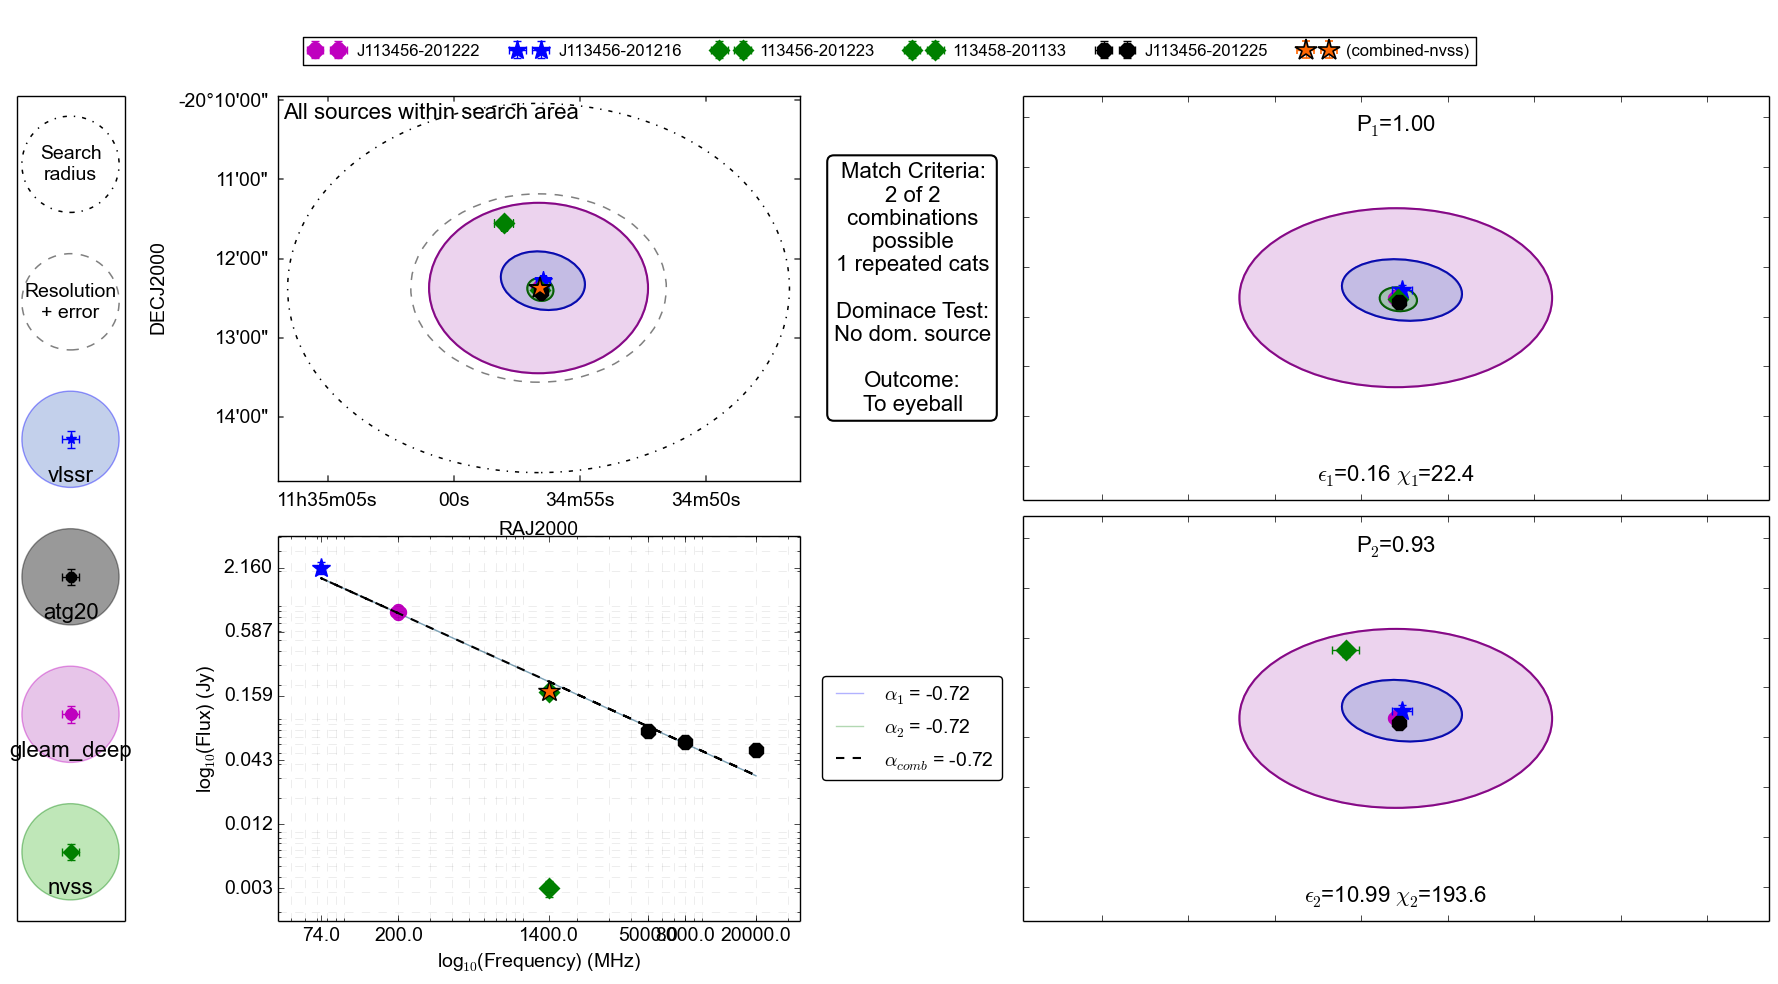 J113456-201222 J113456-201216 113456-201223 113458-201133 J113456-201225 (combined-nvss)
Search
radius
Resolution
+ error
vlssr
atg20
gleam_deep
nvss
All sources within search area
DECJ2000
-20°10'00"
11'00"
12'00"
13'00"
14'00"
11h35m05s 00s 34m55s 34m50s
RAJ2000
Match Criteria:
2 of 2
combinations
possible
1 repeated cats
Dominace Test:
No dom. source
Outcome:
To eyeball
P₁=1.00
ϵ₁=0.16 χ₁=22.4
log₁₀(Flux) (Jy)
2.160
0.587
0.159
0.043
0.012
0.003
74.0 200.0 1400.0 5000.0 8000.0 20000.0
log₁₀(Frequency) (MHz)
α₁ = -0.72
α₂ = -0.72
α_comb = -0.72
P₂=0.93
ϵ₂=10.99 χ₂=193.6